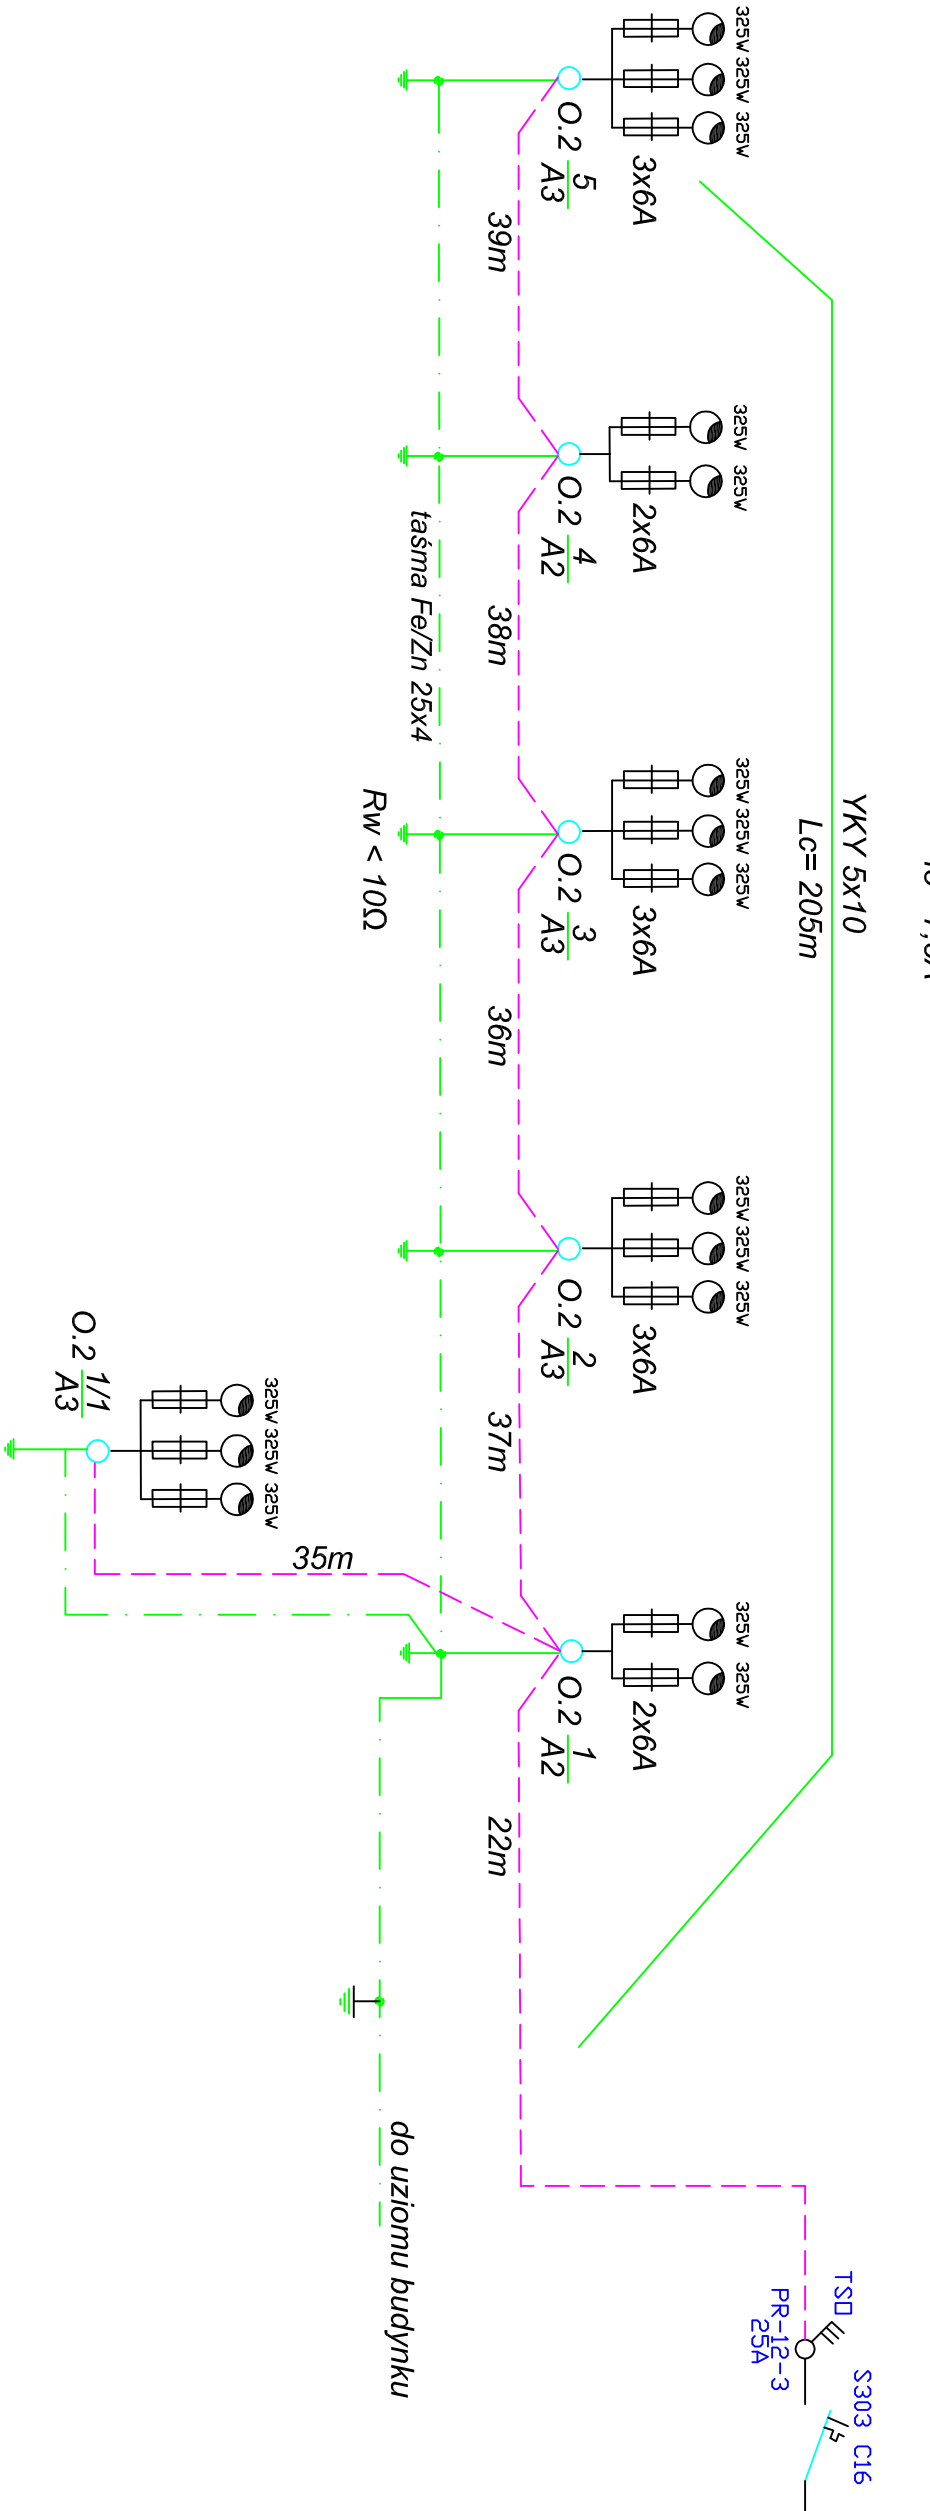 325W 325W 325W
3x6A
O.2 5
A3
39m
325W 325W
2x6A
O.2 4
A2
38m
taśma Fe/Zn 25x4
YKY 5x10
Lc= 205m
325W 325W 325W
3x6A
O.2 3
A3
36m
Rw < 10Ω
325W 325W 325W
3x6A
O.2 2
A3
37m
O.2 1/1
A3
325W 325W 325W
35m
325W 325W
2x6A
O.2 1
A2
22m
do uziomu budynku
TSO
PR-12-3
25A
S303 C16